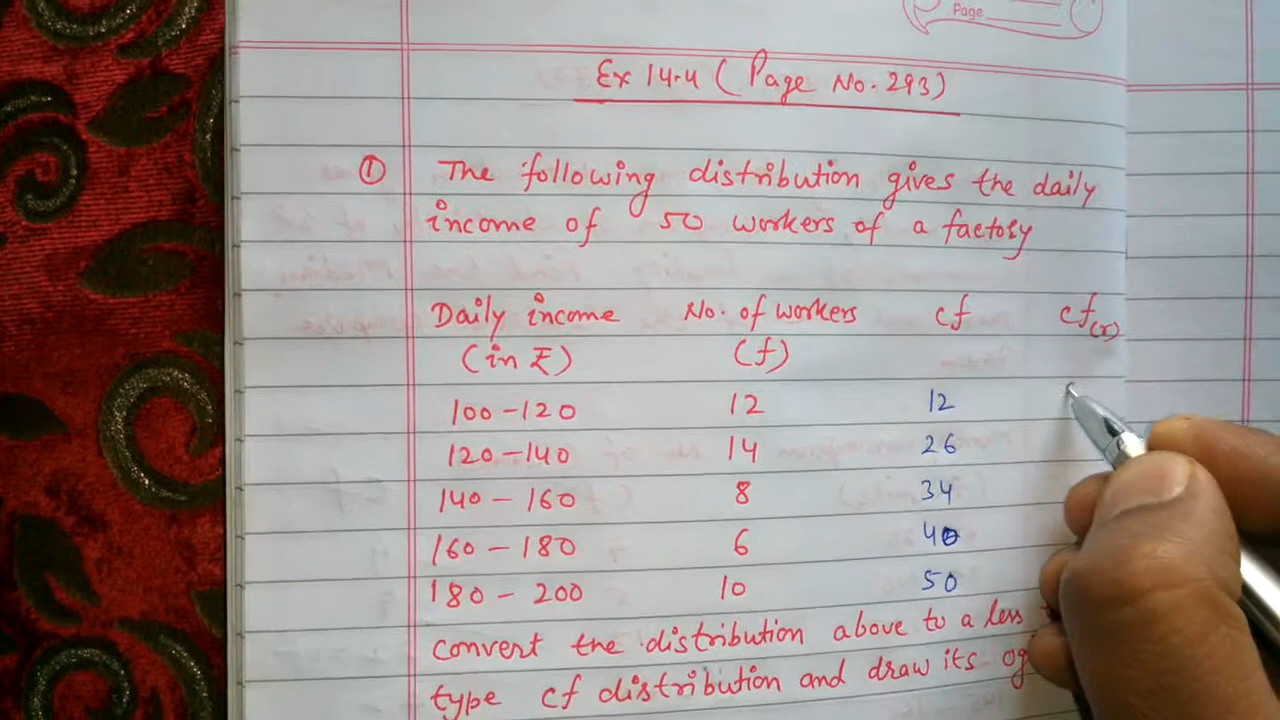 Page
Ex 14.4 ( Page No. 293)
① The following distribution gives the daily
income of 50 workers of a factory
Daily income No. of workers cf cf(r)
(in ₹) (f)
100-120 12 12
120-140 14 26
140-160 8 34
160-180 6 40
180-200 10 50
convert the distribution above to a less
type cf distribution and draw its